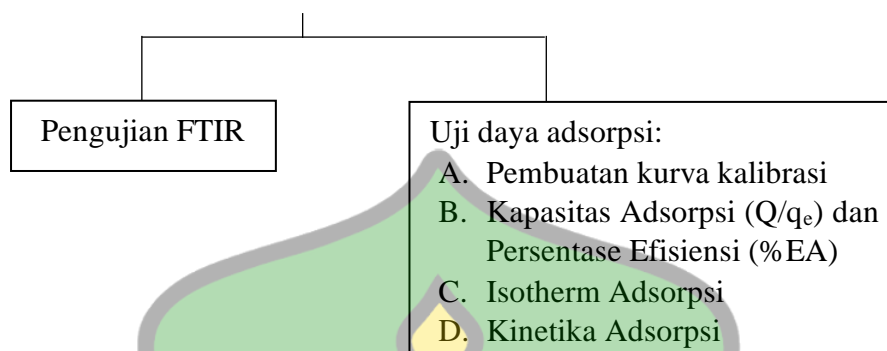 Pengujian FTIR
Uji daya adsorpsi:
A. Pembuatan kurva kalibrasi
B. Kapasitas Adsorpsi (Q/qₑ) dan
Persentase Efisiensi (%EA)
C. Isotherm Adsorpsi
D. Kinetika Adsorpsi